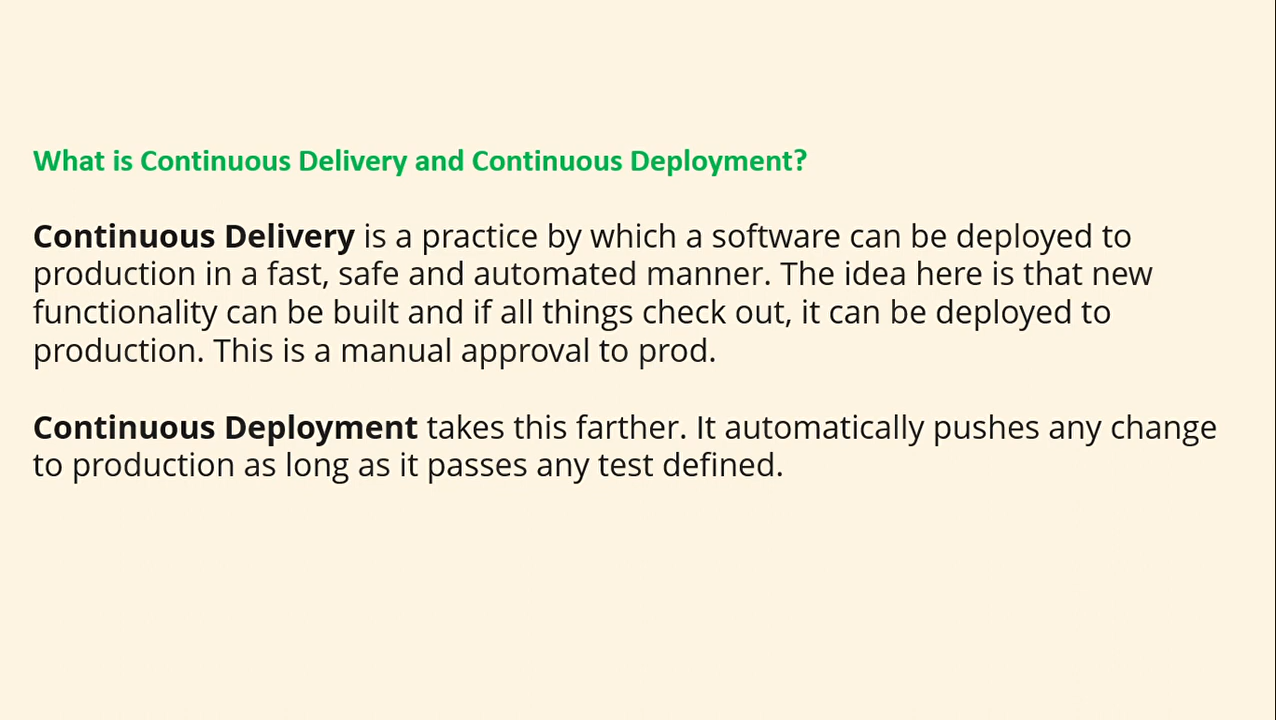 What is Continuous Delivery and Continuous Deployment?
Continuous Delivery is a practice by which a software can be deployed to
production in a fast, safe and automated manner. The idea here is that new
functionality can be built and if all things check out, it can be deployed to
production. This is a manual approval to prod.
Continuous Deployment takes this farther. It automatically pushes any change
to production as long as it passes any test defined.